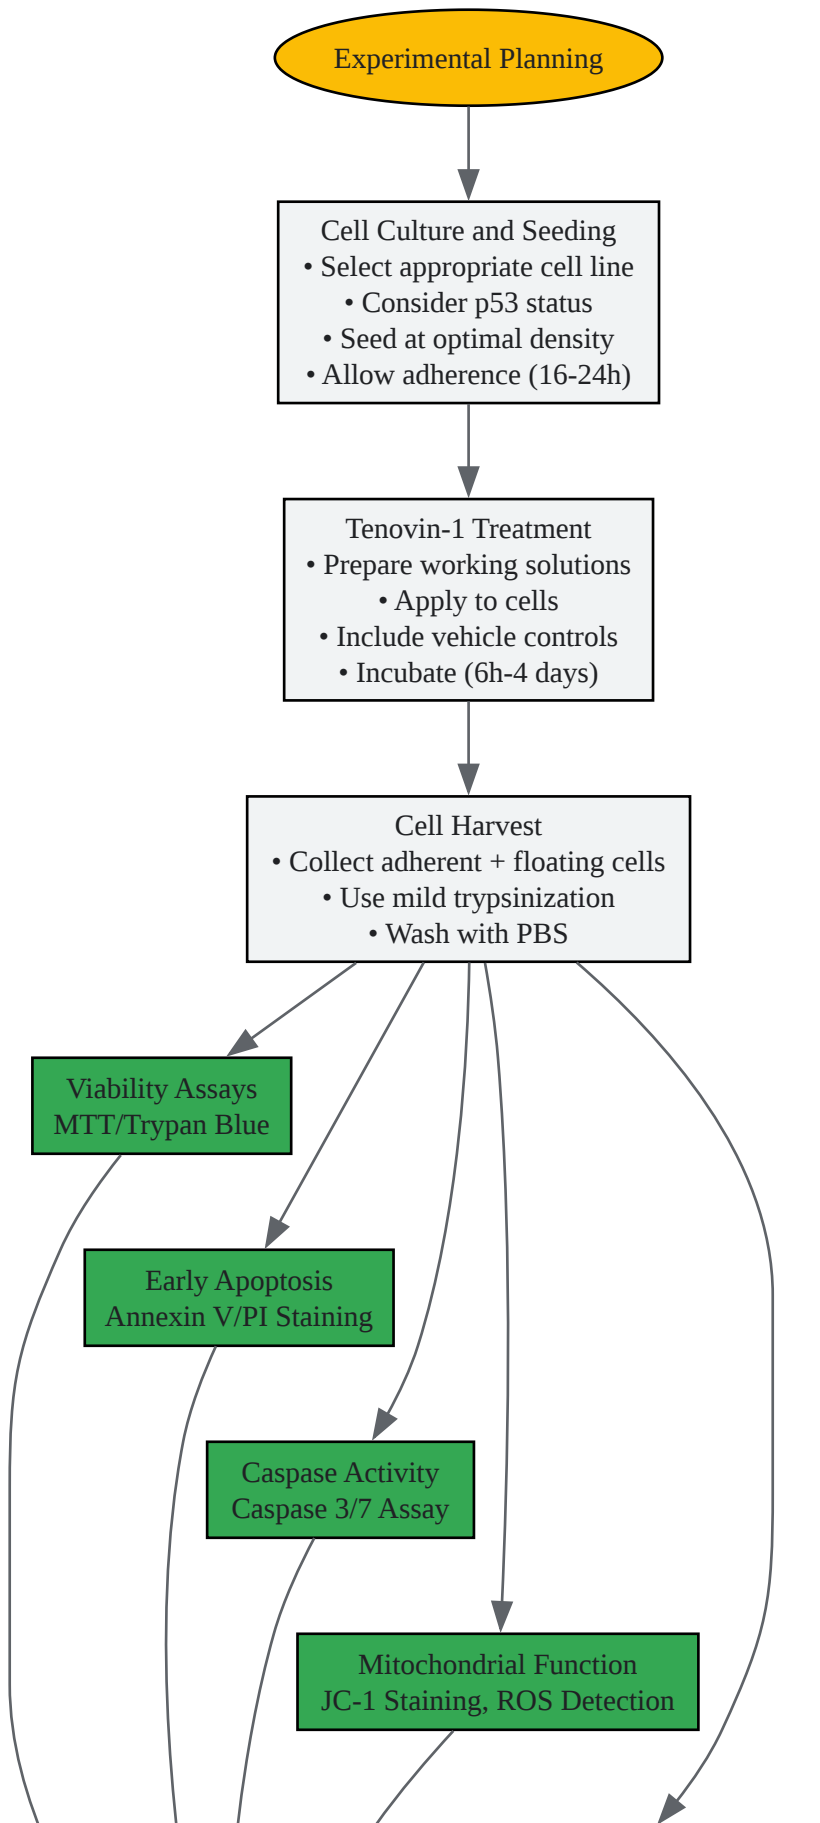 Experimental Planning
Cell Culture and Seeding
• Select appropriate cell line
• Consider p53 status
• Seed at optimal density
• Allow adherence (16-24h)
Tenovin-1 Treatment
• Prepare working solutions
• Apply to cells
• Include vehicle controls
• Incubate (6h-4 days)
Cell Harvest
• Collect adherent + floating cells
• Use mild trypsinization
• Wash with PBS
Viability Assays
MTT/Trypan Blue
Early Apoptosis
Annexin V/PI Staining
Caspase Activity
Caspase 3/7 Assay
Mitochondrial Function
JC-1 Staining, ROS Detection